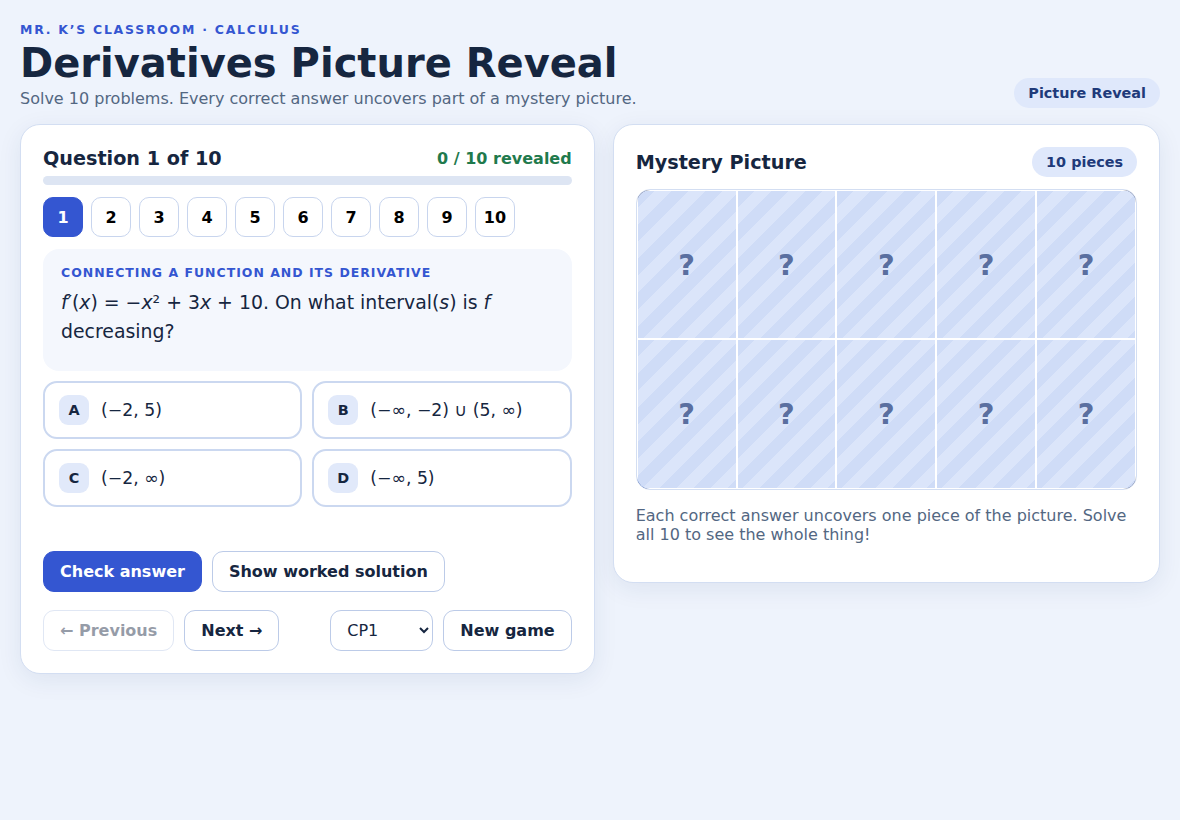 MR. K’S CLASSROOM · CALCULUS
Derivatives Picture Reveal
Solve 10 problems. Every correct answer uncovers part of a mystery picture.
Picture Reveal
Question 1 of 10
0 / 10 revealed
1 2 3 4 5 6 7 8 9 10
CONNECTING A FUNCTION AND ITS DERIVATIVE
f′(x) = −x² + 3x + 10. On what interval(s) is f
decreasing?
A (−2, 5)
B (−∞, −2) ∪ (5, ∞)
C (−2, ∞)
D (−∞, 5)
Check answer
Show worked solution
← Previous
Next →
CP1
New game
Mystery Picture
10 pieces
? ? ? ? ?
? ? ? ? ?
Each correct answer uncovers one piece of the picture. Solve
all 10 to see the whole thing!